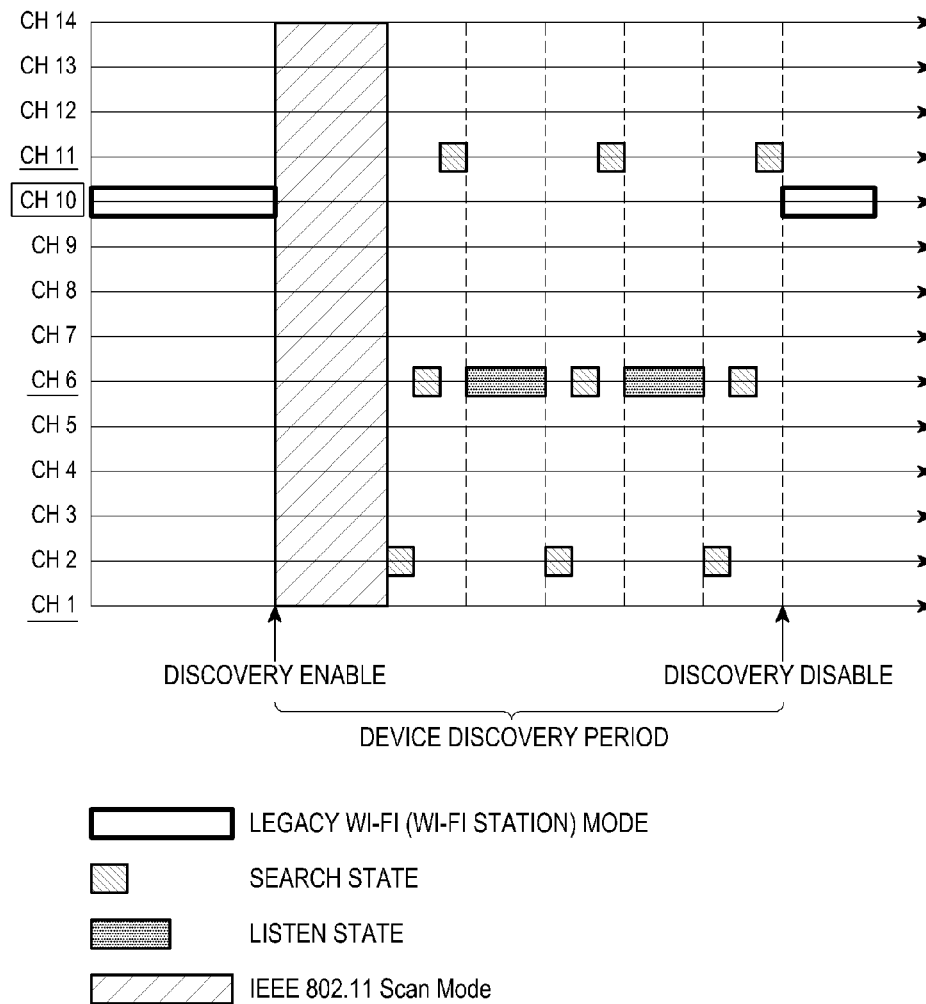 CH 14
CH 13
CH 12
CH 11
CH 10
CH 9
CH 8
CH 7
CH 6
CH 5
CH 4
CH 3
CH 2
CH 1
DISCOVERY ENABLE
DISCOVERY DISABLE
DEVICE DISCOVERY PERIOD
LEGACY WI-FI (WI-FI STATION) MODE
SEARCH STATE
LISTEN STATE
IEEE 802.11 Scan Mode